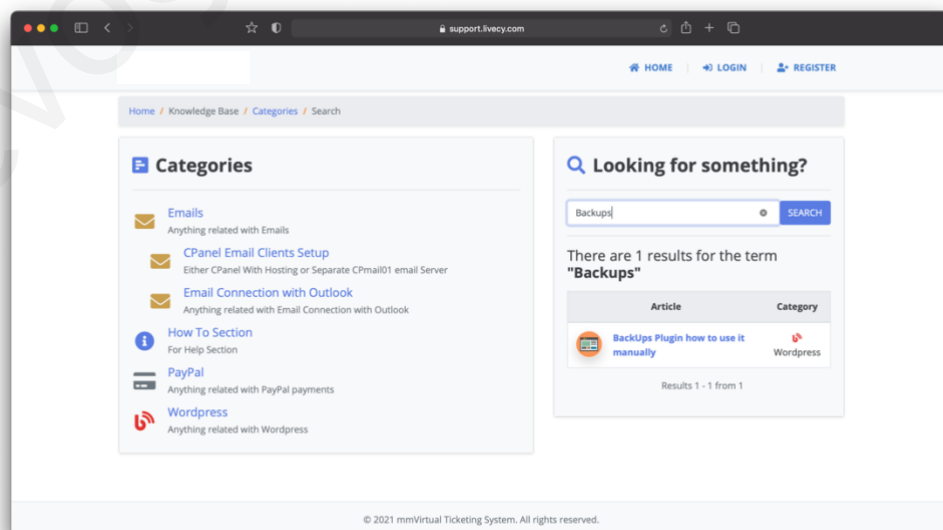 support.livecy.com
HOME
LOGIN
REGISTER
Home / Knowledge Base / Categories / Search
Categories
Emails
Anything related with Emails
CPanel Email Clients Setup
Either CPanel With Hosting or Separate CPmail01 email Server
Email Connection with Outlook
Anything related with Email Connection with Outlook
How To Section
For Help Section
PayPal
Anything related with PayPal payments
Wordpress
Anything related with Wordpress
Looking for something?
Backups
SEARCH
There are 1 results for the term
"Backups"
Article Category
BackUps Plugin how to use it
manually
Wordpress
Results 1 - 1 from 1
© 2021 mmVirtual Ticketing System. All rights reserved.